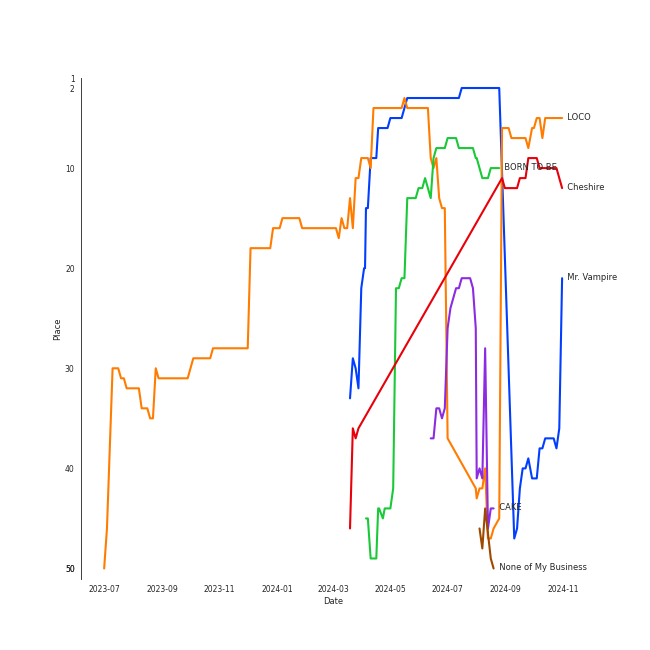 1
2
LOCO
10
BORN TO BE
Cheshire
20
Mr. Vampire
Place
30
40
CAKE
50
None of My Business
2023-07
2023-09
2023-11
2024-01
2024-03
2024-05
2024-07
2024-09
2024-11
Date